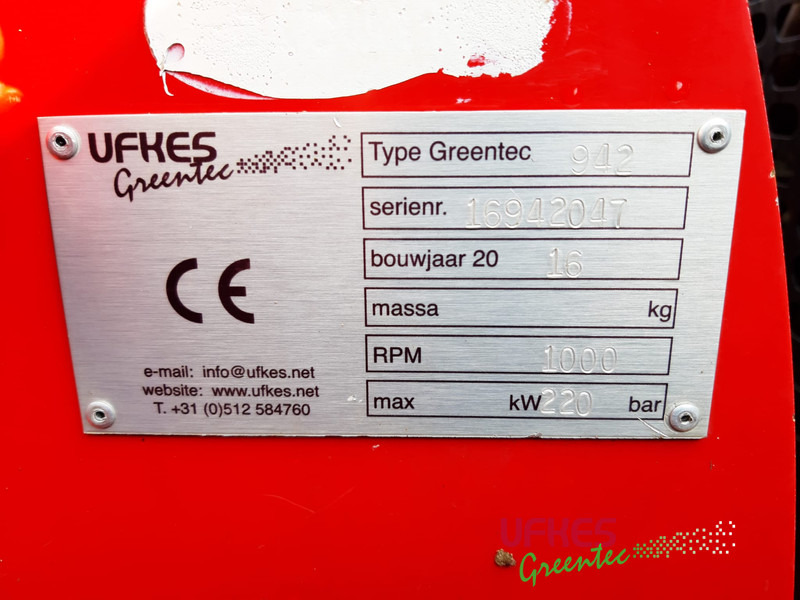 UFKES
Greentec
Type Greentec 942
serienr. 16942047
bouwjaar 20 16
massa kg
RPM 1000
max kW 220 bar
CE
e-mail: info@ufkes.net
website: www.ufkes.net
T. +31 (0)512 584760
UFKES
Greentec